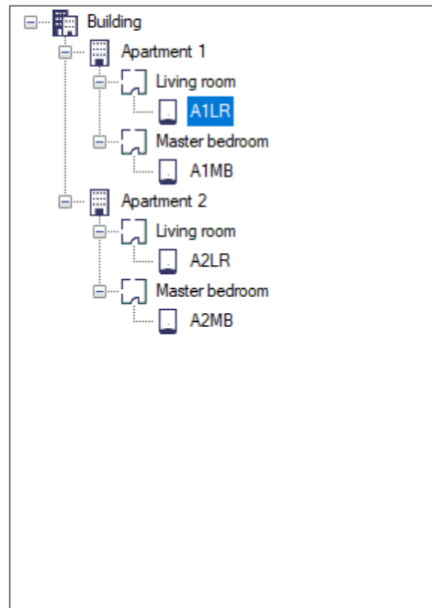 Building
Apartment 1
Living room
A1LR
Master bedroom
A1MB
Apartment 2
Living room
A2LR
Master bedroom
A2MB